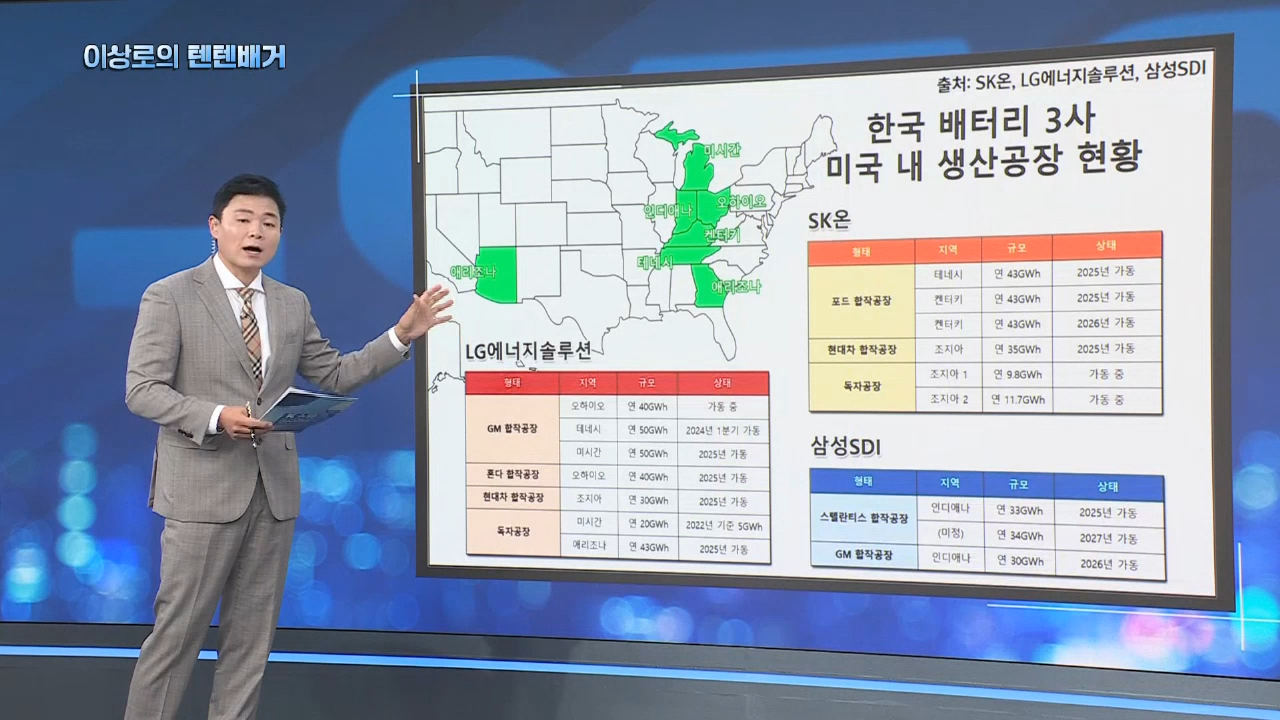 이상로의 텐텐배거
출처: SK온, LG에너지솔루션, 삼성SDI
한국 배터리 3사
미국 내 생산공장 현황
미시간
인디애나
오하이오
켄터키
테네시
애리조나
애리조나
SK온
형태 지역 규모 상태
포드 합작공장 테네시 연 43GWh 2025년 가동
켄터키 연 43GWh 2025년 가동
켄터키 연 43GWh 2026년 가동
현대차 합작공장 조지아 연 35GWh 2025년 가동
독자공장 조지아 1 연 9.8GWh 가동 중
조지아 2 연 11.7GWh 가동 중
LG에너지솔루션
형태 지역 규모 상태
GM 합작공장 오하이오 연 40GWh 가동 중
테네시 연 50GWh 2024년 1분기 가동
미시간 연 50GWh 2025년 가동
혼다 합작공장 오하이오 연 40GWh 2025년 가동
현대차 합작공장 조지아 연 30GWh 2025년 가동
독자공장 미시간 연 20GWh 2022년 기준 5GWh
애리조나 연 43GWh 2025년 가동
삼성SDI
형태 지역 규모 상태
스텔란티스 합작공장 인디애나 연 33GWh 2025년 가동
(미정) 연 34GWh 2027년 가동
GM 합작공장 인디애나 연 30GWh 2026년 가동